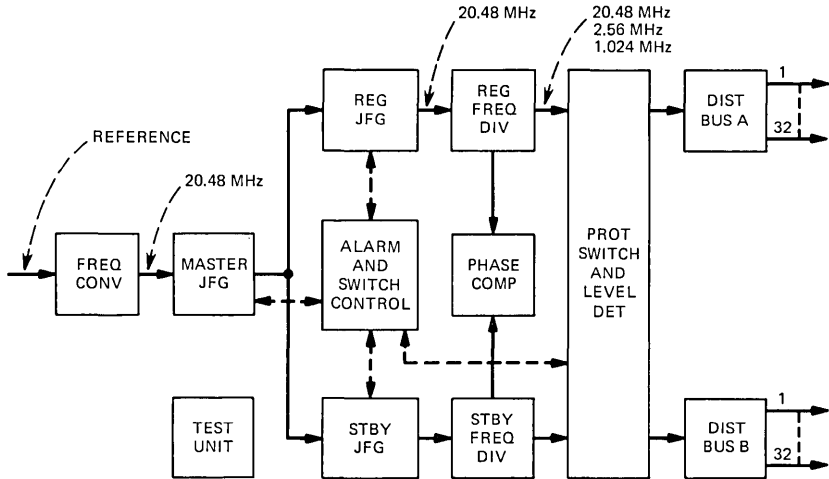 20.48 MHz
20.48 MHz
2.56 MHz
1.024 MHz
REG
JFG
REG
FREQ
DIV
DIST
BUS A
1
32
REFERENCE
20.48 MHz
FREQ
CONV
MASTER
JFG
ALARM
AND
SWITCH
CONTROL
PHASE
COMP
PROT
SWITCH
AND
LEVEL
DET
TEST
UNIT
STBY
JFG
STBY
FREQ
DIV
DIST
BUS B
1
32